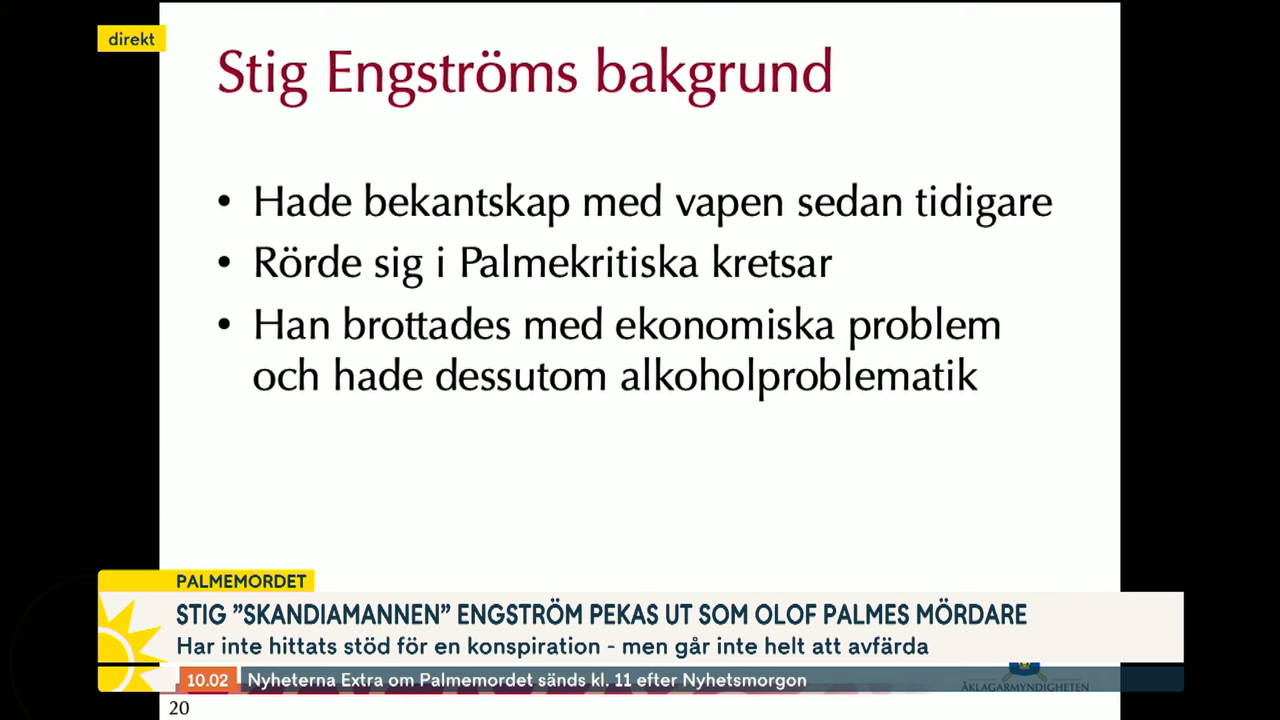 direkt
Stig Engströms bakgrund
• Hade bekantskap med vapen sedan tidigare
• Rörde sig i Palmekritiska kretsar
• Han brottades med ekonomiska problem
och hade dessutom alkoholproblematik
PALMEMORDET
STIG ”SKANDIAMANNEN” ENGSTRÖM PEKAS UT SOM OLOF PALMES MÖRDARE
Har inte hittats stöd för en konspiration - men går inte helt att avfärda
10.02 Nyheterna Extra om Palmemordet sänds kl. 11 efter Nyhetsmorgon
ÅKLAGARMYNDIGHETEN
20